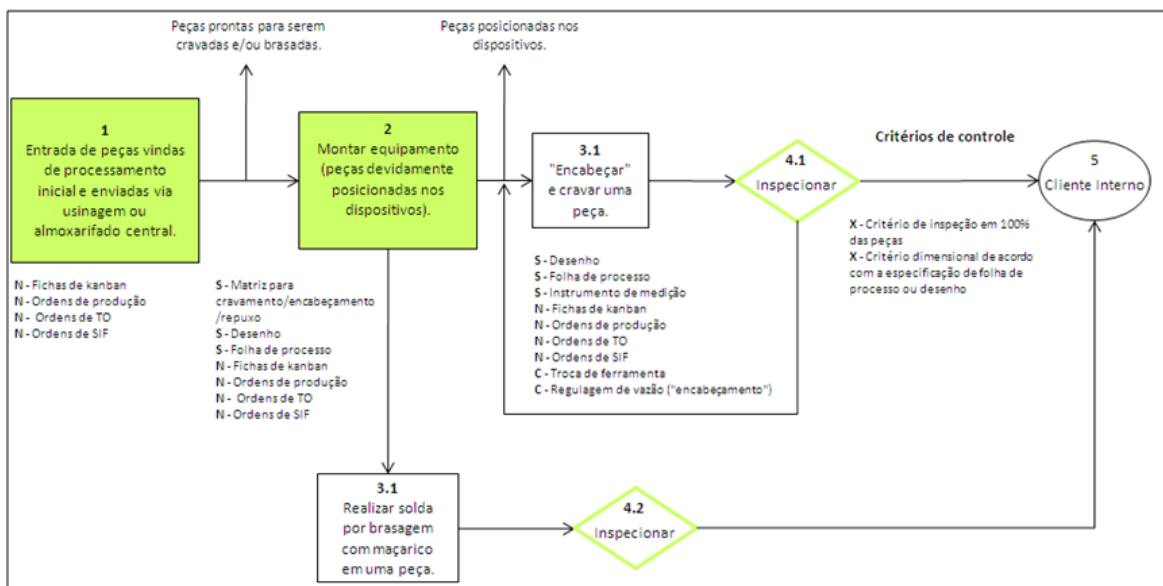 Peças prontas para serem
cravadas e/ou brasadas.
Peças posicionadas nos
dispositivos.
1
Entrada de peças vindas
de processamento
inicial e enviadas via
usinagem ou
almoxarifado central.
2
Montar equipamento
(peças devidamente
posicionadas nos
dispositivos).
3.1
"Encabeçar"
e cravar uma
peça.
4.1
Inspecionar
Critérios de controle
5
Cliente Interno
X - Critério de inspeção em 100%
das peças
X - Critério dimensional de acordo
com a especificação de folha de
processo ou desenho
N - Fichas de kanban
N - Ordens de produção
N - Ordens de TO
N - Ordens de SIF
S - Matriz para
cravamento/encabeçamento
/repuxo
S - Desenho
S - Folha de processo
N - Fichas de kanban
N - Ordens de produção
N - Ordens de TO
N - Ordens de SIF
S - Desenho
S - Folha de processo
S - Instrumento de medição
N - Fichas de kanban
N - Ordens de produção
N - Ordens de TO
N - Ordens de SIF
C - Troca de ferramenta
C - Regulagem de vazão ("encabeçamento")
3.1
Realizar solda
por brasagem
com maçarico
em uma peça.
4.2
Inspecionar